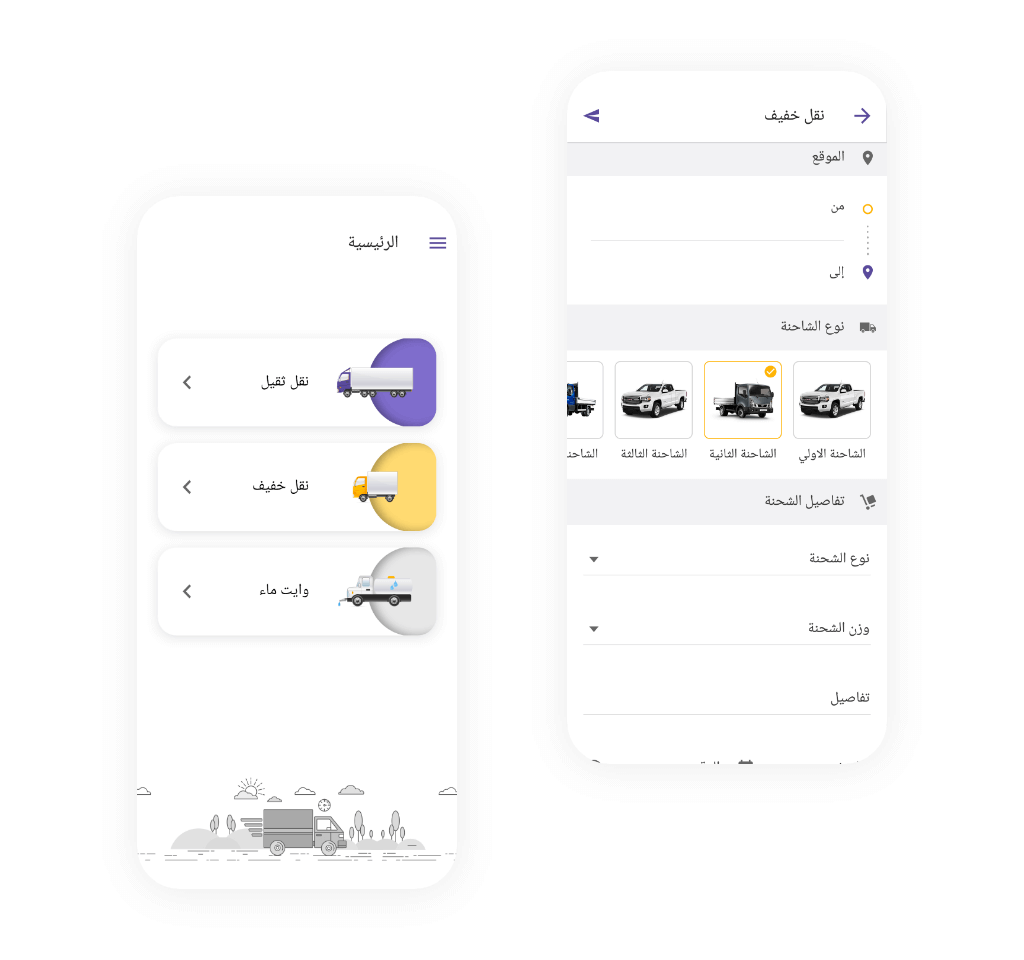 الرئيسية
نقل ثقيل
نقل خفيف
وايت ماء
نقل خفيف
الموقع
من
إلى
نوع الشاحنة
الشاحنة الاولي
الشاحنة الثانية
الشاحنة الثالثة
تفاصيل الشحنة
نوع الشحنة
وزن الشحنة
تفاصيل